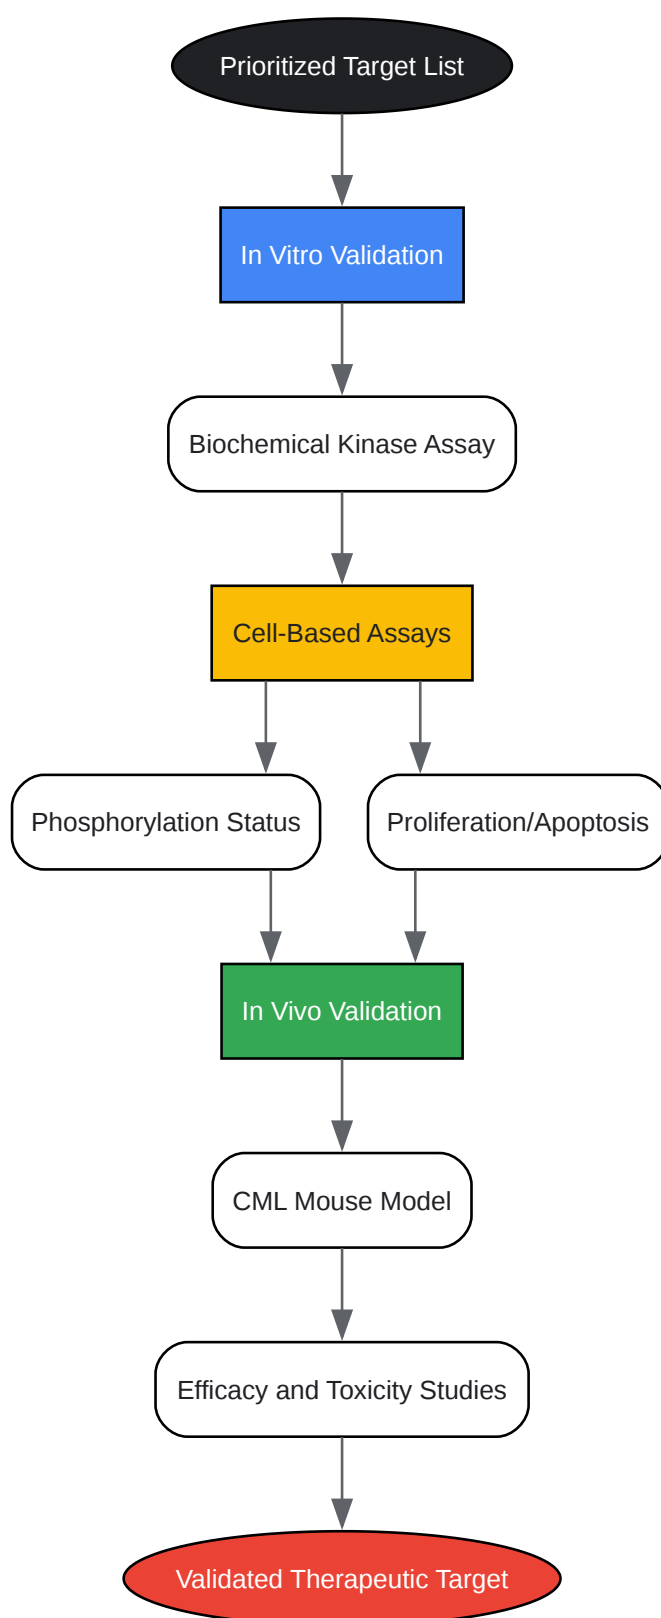 Prioritized Target List
In Vitro Validation
Biochemical Kinase Assay
Cell-Based Assays
Phosphorylation Status
Proliferation/Apoptosis
In Vivo Validation
CML Mouse Model
Efficacy and Toxicity Studies
Validated Therapeutic Target